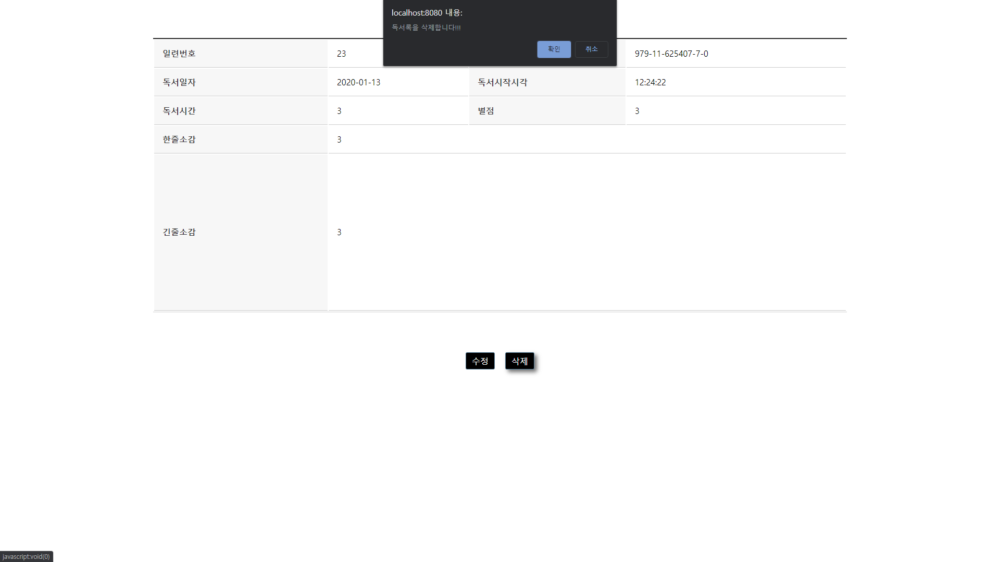 localhost:8080 내용:
독서록을 삭제합니다!!!
확인 취소
일련번호 23 979-11-625407-7-0
독서일자 2020-01-13 독서시작시각 12:24:22
독서시간 3 별점 3
한줄소감 3
긴줄소감 3
수정 삭제
javascript:void(0)